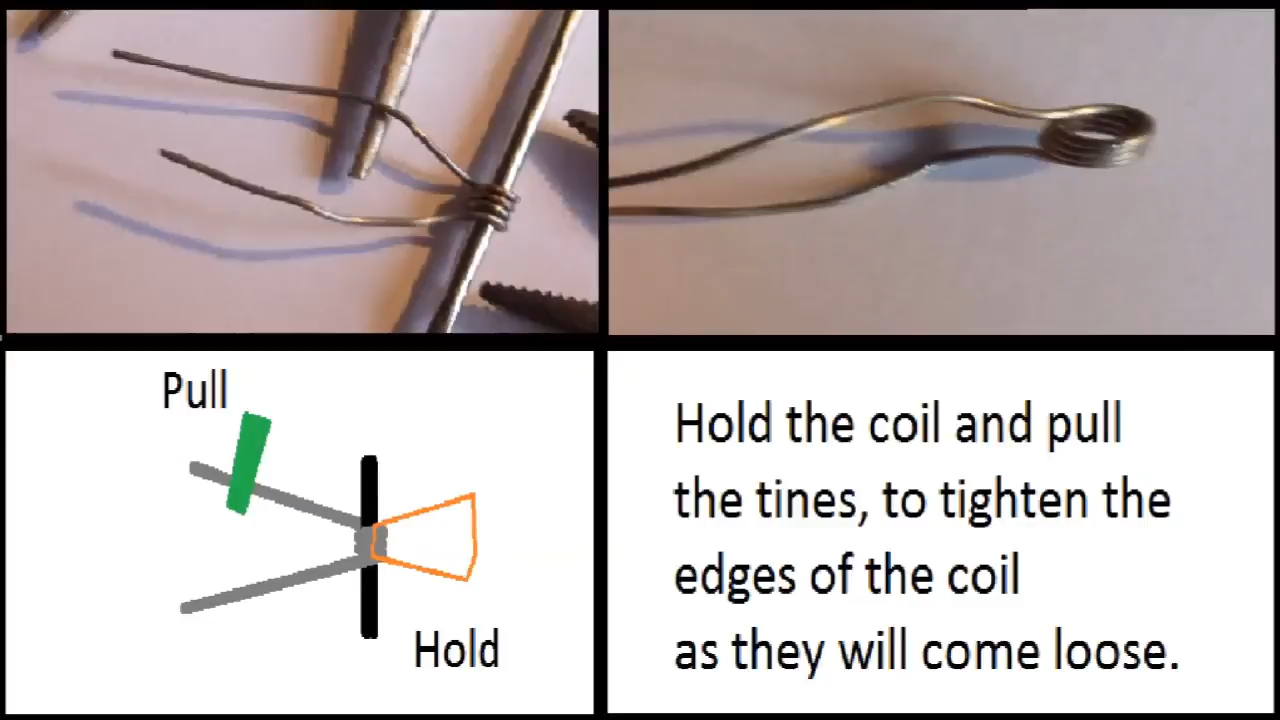 Pull
Hold
Hold the coil and pull
the tines, to tighten the
edges of the coil
as they will come loose.